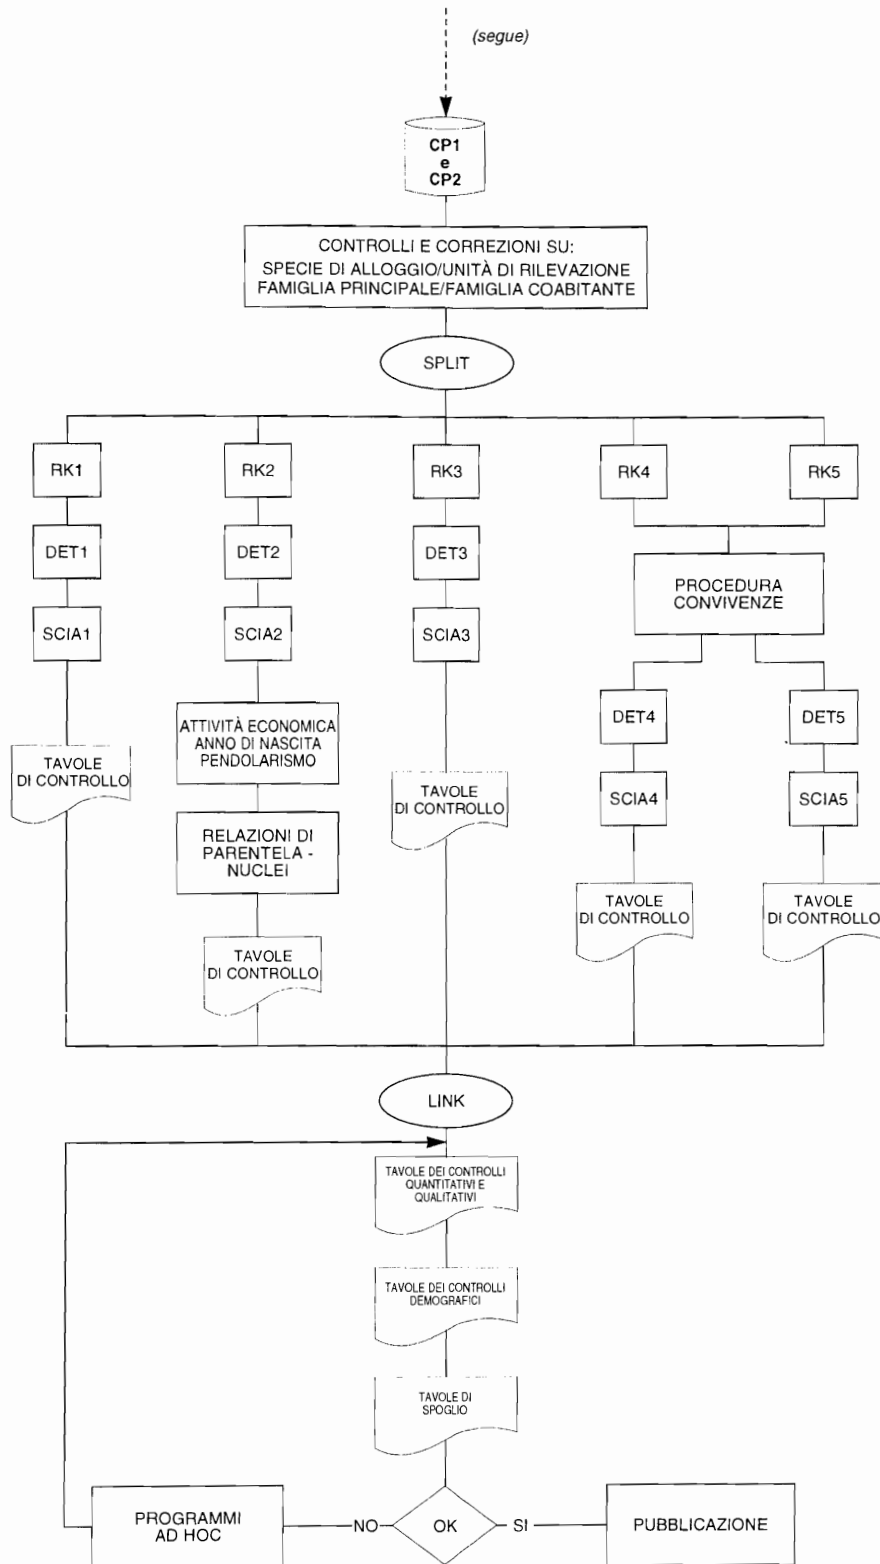 (segue)
CP1
e
CP2
CONTROLLI E CORREZIONI SU:
SPECIE DI ALLOGGIO/UNITÀ DI RILEVAZIONE
FAMIGLIA PRINCIPALE/FAMIGLIA COABITANTE
SPLIT
RK1
RK2
RK3
RK4
RK5
DET1
DET2
DET3
PROCEDURA
CONVIVENZE
SCIA1
SCIA2
SCIA3
DET4
DET5
ATTIVITÀ ECONOMICA
ANNO DI NASCITA
PENDOLARISMO
TAVOLE
DI CONTROLLO
TAVOLE
DI CONTROLLO
SCIA4
SCIA5
RELAZIONI DI
PARENTELA -
NUCLEI
TAVOLE
DI CONTROLLO
TAVOLE
DI CONTROLLO
TAVOLE
DI CONTROLLO
LINK
TAVOLE DEI CONTROLLI
QUANTITATIVI E
QUALITATIVI
TAVOLE DEI CONTROLLI
DEMOGRAFICI
TAVOLE DI
SPOGLIO
PROGRAMMI
AD HOC
NO
OK
SI
PUBBLICAZIONE